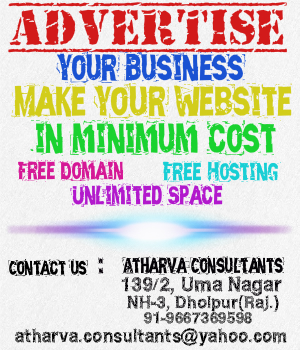 ADVERTISE
YOUR BUSINESS
MAKE YOUR WEBSITE
IN MINIMUM COST
FREE DOMAIN FREE HOSTING
UNLIMITED SPACE
CONTACT US : ATHARVA CONSULTANTS
139/2, Uma Nagar
NH-3, Dholpur(Raj.)
91-9667369598
atharva.consultants@yahoo.com